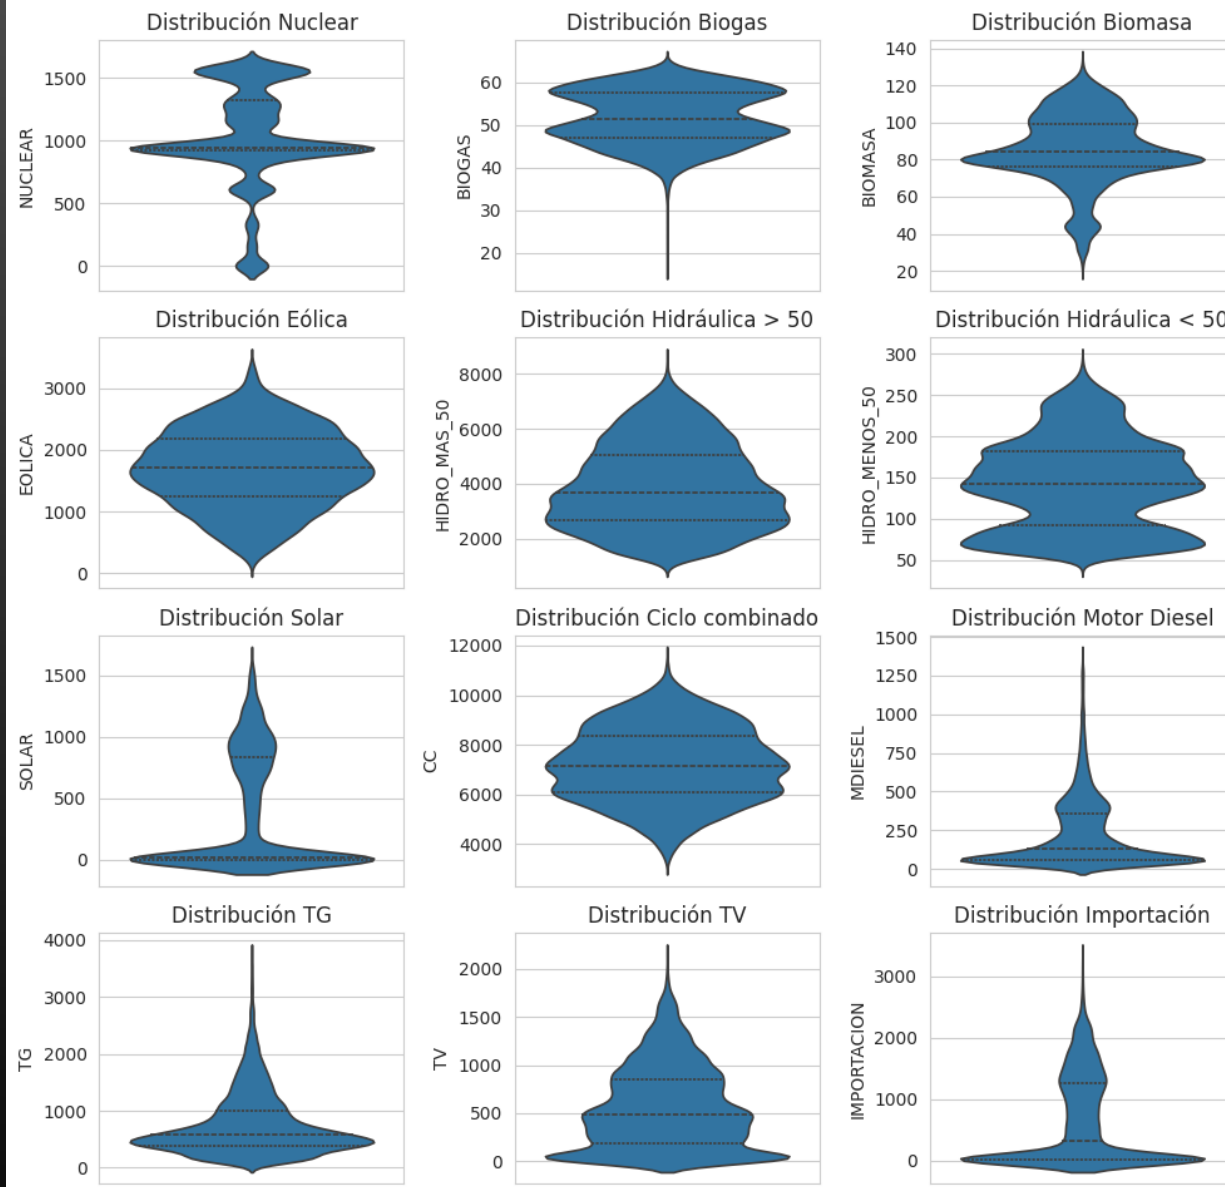 Distribución Nuclear
1500
1000
500
0
NUCLEAR
Distribución Biogas
60
50
40
30
20
BIOGAS
Distribución Biomasa
140
120
100
80
60
40
20
BIOMASA
Distribución Eólica
3000
2000
1000
0
EOLICA
Distribución Hidráulica > 50
8000
6000
4000
2000
HIDRO_MAS_50
Distribución Hidráulica < 50
300
250
200
150
100
50
HIDRO_MENOS_50
Distribución Solar
1500
1000
500
0
SOLAR
Distribución Ciclo combinado
12000
10000
8000
6000
4000
CC
Distribución Motor Diesel
1500
1250
1000
750
500
250
0
MDIESEL
Distribución TG
4000
3000
2000
1000
0
TG
Distribución TV
2000
1500
1000
500
0
TV
Distribución Importación
3000
2000
1000
0
IMPORTACION